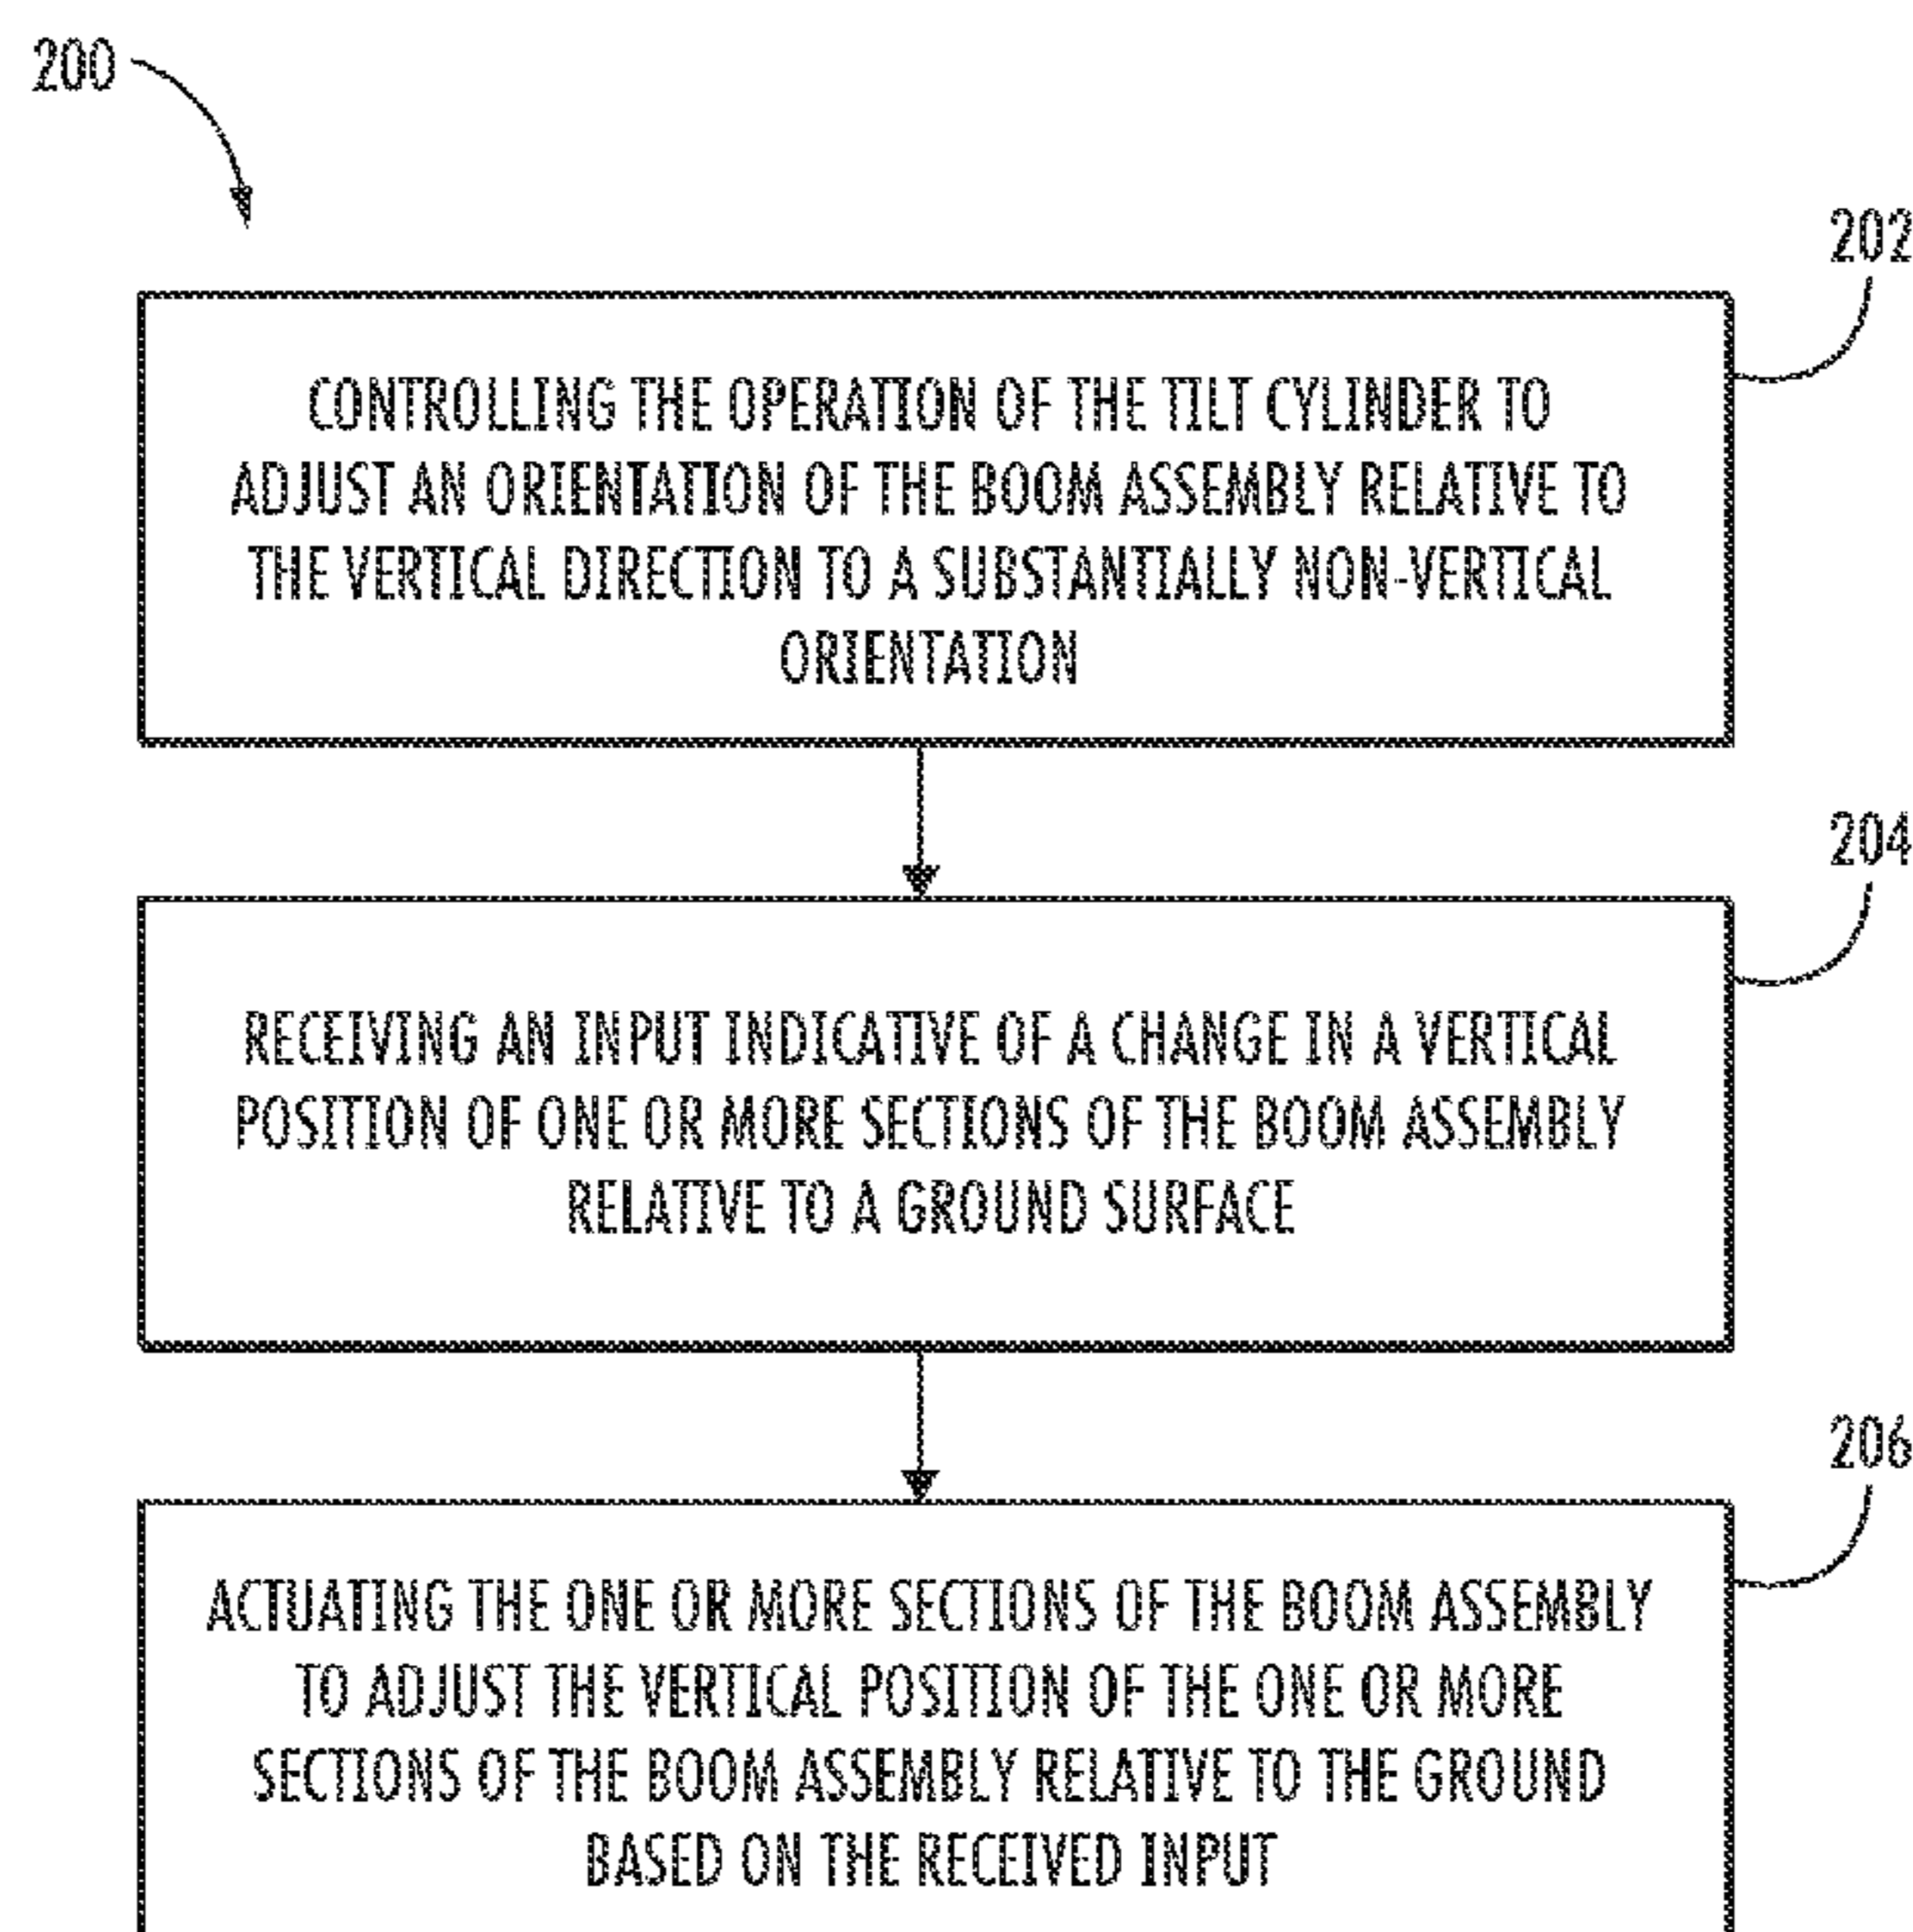 200
202
CONTROLLING THE OPERATION OF THE TILT CYLINDER TO
ADJUST AN ORIENTATION OF THE BOOM ASSEMBLY RELATIVE TO
THE VERTICAL DIRECTION TO A SUBSTANTIALLY NON-VERTICAL
ORIENTATION
204
RECEIVING AN INPUT INDICATIVE OF A CHANGE IN A VERTICAL
POSITION OF ONE OR MORE SECTIONS OF THE BOOM ASSEMBLY
RELATIVE TO A GROUND SURFACE
206
ACTUATING THE ONE OR MORE SECTIONS OF THE BOOM ASSEMBLY
TO ADJUST THE VERTICAL POSITION OF THE ONE OR MORE
SECTIONS OF THE BOOM ASSEMBLY RELATIVE TO THE GROUND
BASED ON THE RECEIVED INPUT